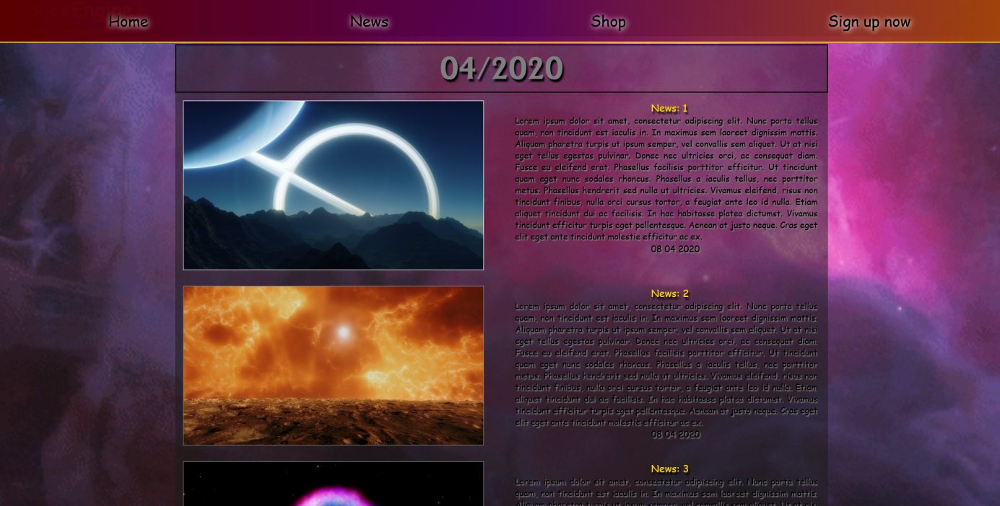 SpaceEngine
Home News Shop Sign up now
04/2020
News: 1
Lorem ipsum dolor sit amet, consectetur adipiscing elit. Nunc porta tellus
quam, non tincidunt est iaculis in. In maximus sem laoreet dignissim mattis.
Aliquam pharetra turpis ut ipsum semper, vel convallis sem aliquet. Ut at nisi
eget tellus egestas pulvinar. Donec nec ultricies orci, ac consequat diam.
Fusce eu eleifend erat. Phasellus facilisis porttitor efficitur. Ut tincidunt
quam eget nunc sodales rhoncus. Phasellus a iaculis tellus, nec porttitor
metus. Phasellus hendrerit sed nulla ut ultricies. Vivamus eleifend, risus non
tincidunt finibus, nulla orci cursus tortor, a feugiat ante leo id nulla. Etiam
aliquet tincidunt dui ac facilisis. In hac habitasse platea dictumst. Vivamus
tincidunt efficitur turpis eget pellentesque. Aenean at justo neque. Cras eget
elit eget ante tincidunt molestie efficitur ac ex.
08 04 2020
News: 2
Lorem ipsum dolor sit amet, consectetur adipiscing elit. Nunc porta tellus
quam, non tincidunt est iaculis in. In maximus sem laoreet dignissim mattis.
Aliquam pharetra turpis ut ipsum semper, vel convallis sem aliquet. Ut at nisi
eget tellus egestas pulvinar. Donec nec ultricies orci, ac consequat diam.
Fusce eu eleifend erat. Phasellus facilisis porttitor efficitur. Ut tincidunt
quam eget nunc sodales rhoncus. Phasellus a iaculis tellus, nec porttitor
metus. Phasellus hendrerit sed nulla ut ultricies. Vivamus eleifend, risus non
tincidunt finibus, nulla orci cursus tortor, a feugiat ante leo id nulla. Etiam
aliquet tincidunt dui ac facilisis. In hac habitasse platea dictumst. Vivamus
tincidunt efficitur turpis eget pellentesque. Aenean at justo neque. Cras eget
elit eget ante tincidunt molestie efficitur ac ex.
08 04 2020
News: 3
Lorem ipsum dolor sit amet, consectetur adipiscing elit. Nunc porta tellus
quam, non tincidunt est iaculis in. In maximus sem laoreet dignissim mattis.
Aliquam pharetra turpis ut ipsum semper, vel convallis sem aliquet. Ut at nisi